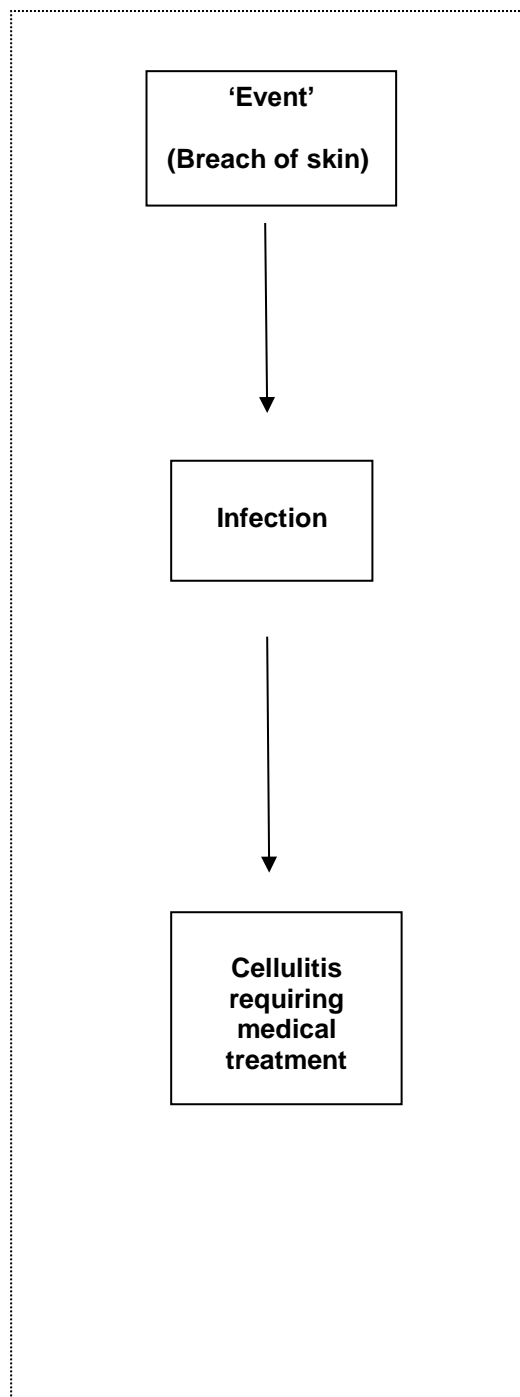 ‘Event’
(Breach of skin)
Infection
Cellulitis
requiring
medical
treatment